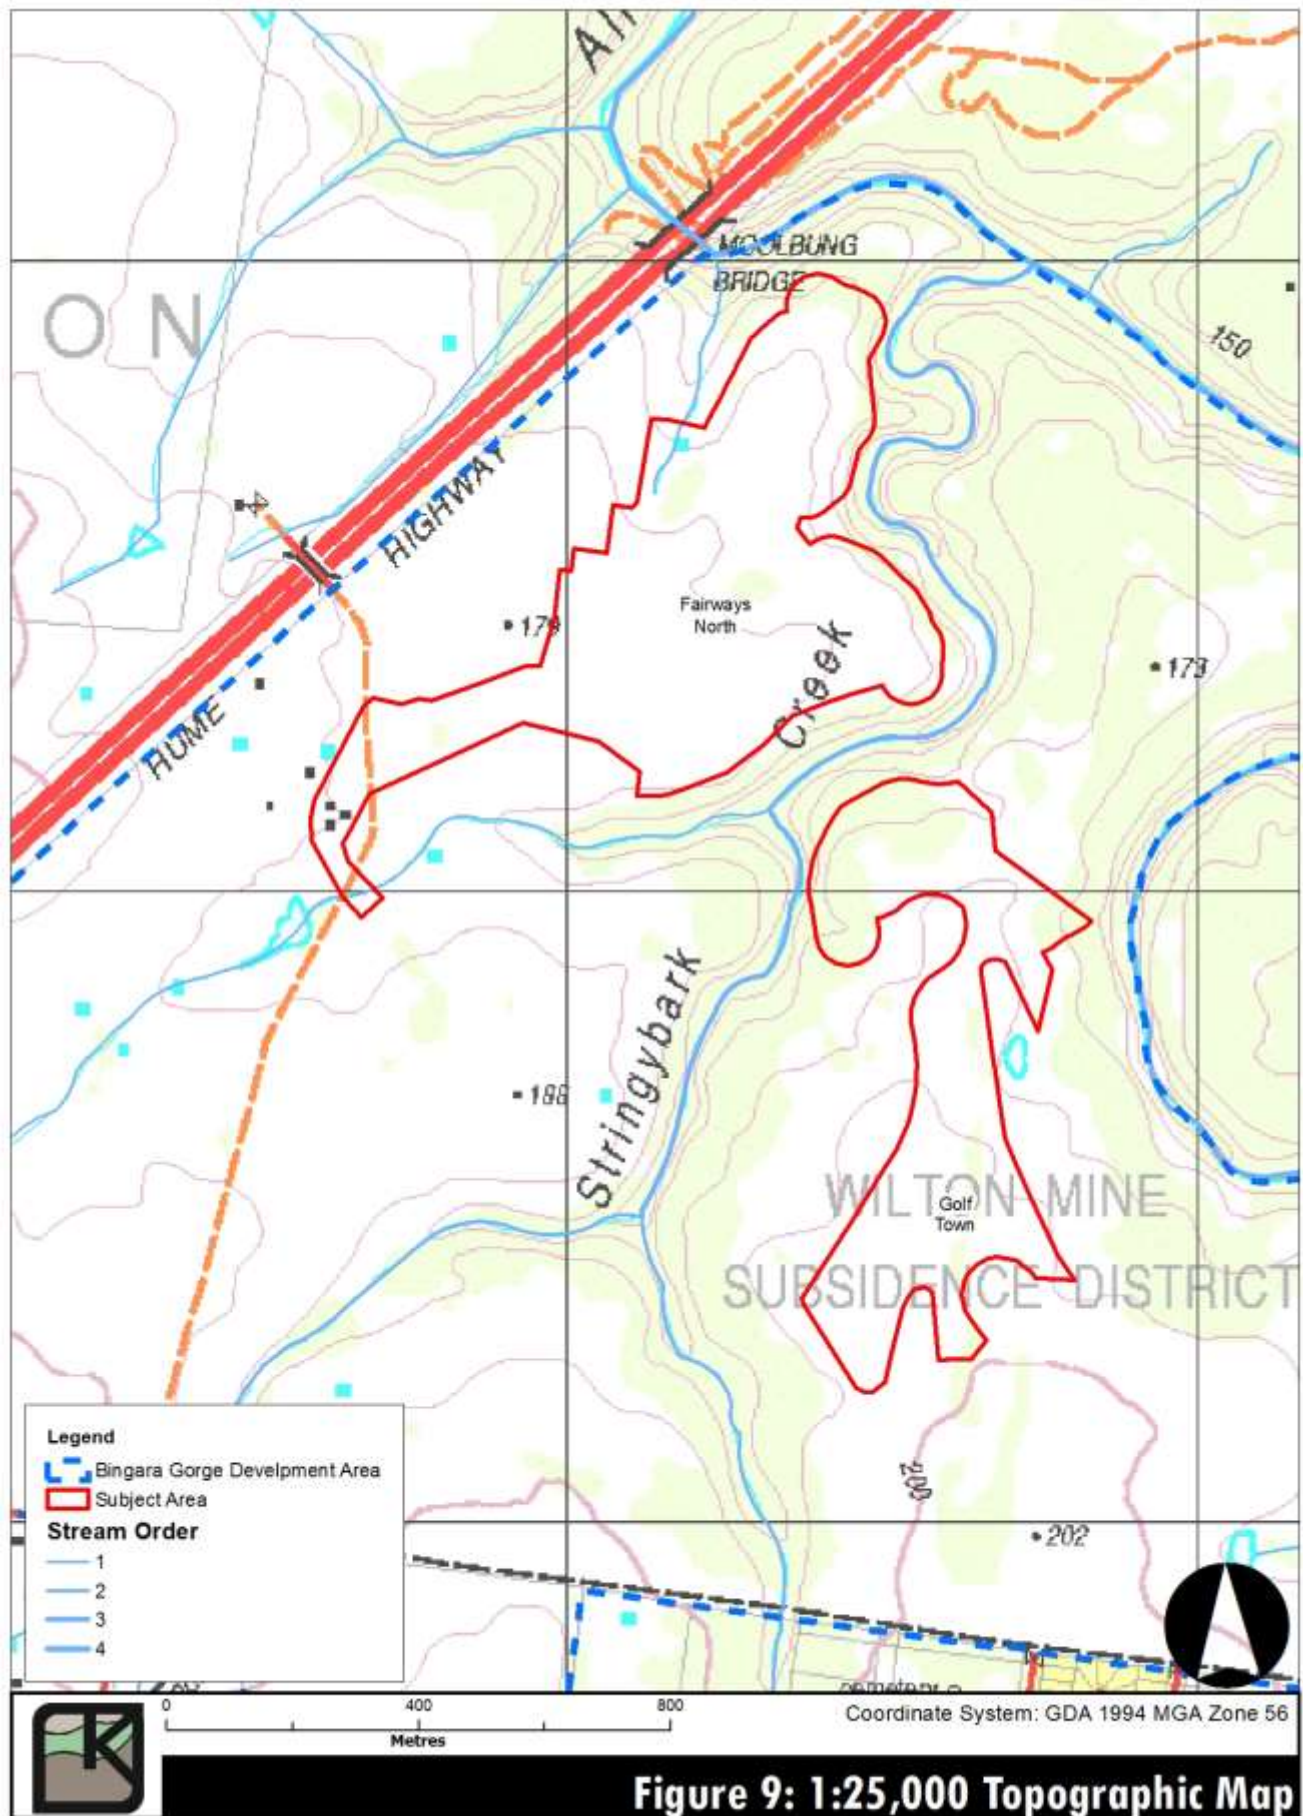 O N
MOOLBUNG
BRIDGE
150
HIGHWAY
HUME
179
Fairways
North
Creek
173
Stringybark
186
WILTON MINE
SUBSIDENCE DISTRICT
Golf
Town
200
202
Legend
Bingara Gorge Develpment Area
Subject Area
Stream Order
1
2
3
4
0 400 800
Metres
Coordinate System: GDA 1994 MGA Zone 56
K
Figure 9: 1:25,000 Topographic Map